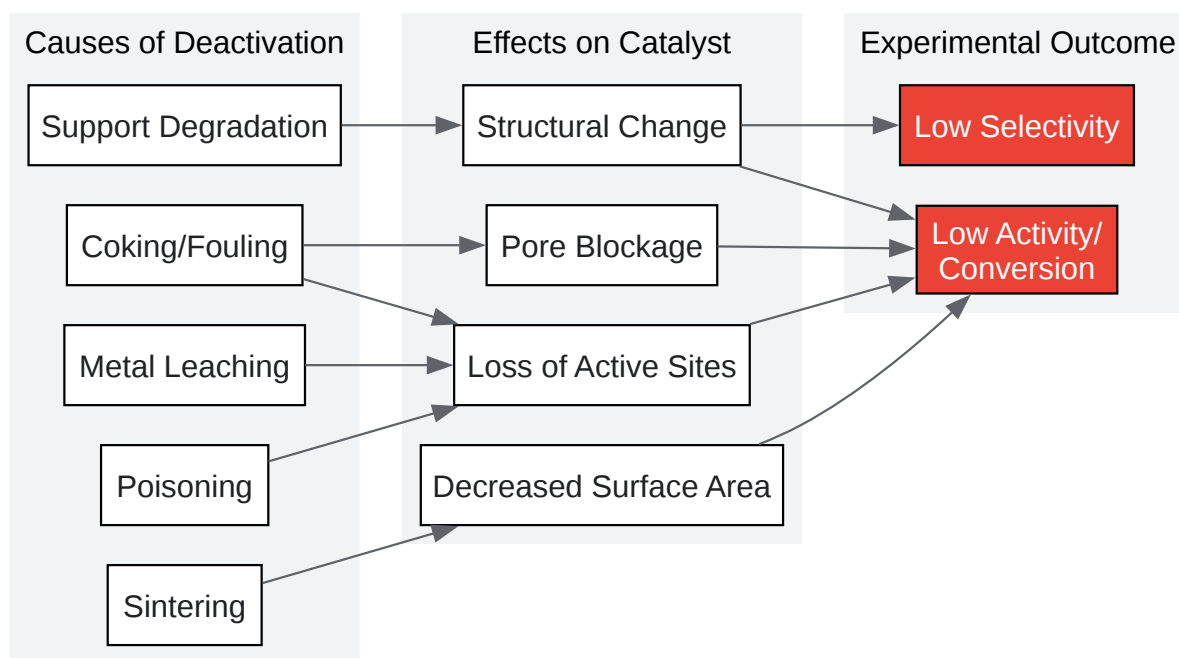 Causes of Deactivation
Effects on Catalyst
Experimental Outcome
Support Degradation
Structural Change
Low Selectivity
Coking/Fouling
Pore Blockage
Low Activity/
Conversion
Metal Leaching
Loss of Active Sites
Poisoning
Decreased Surface Area
Sintering